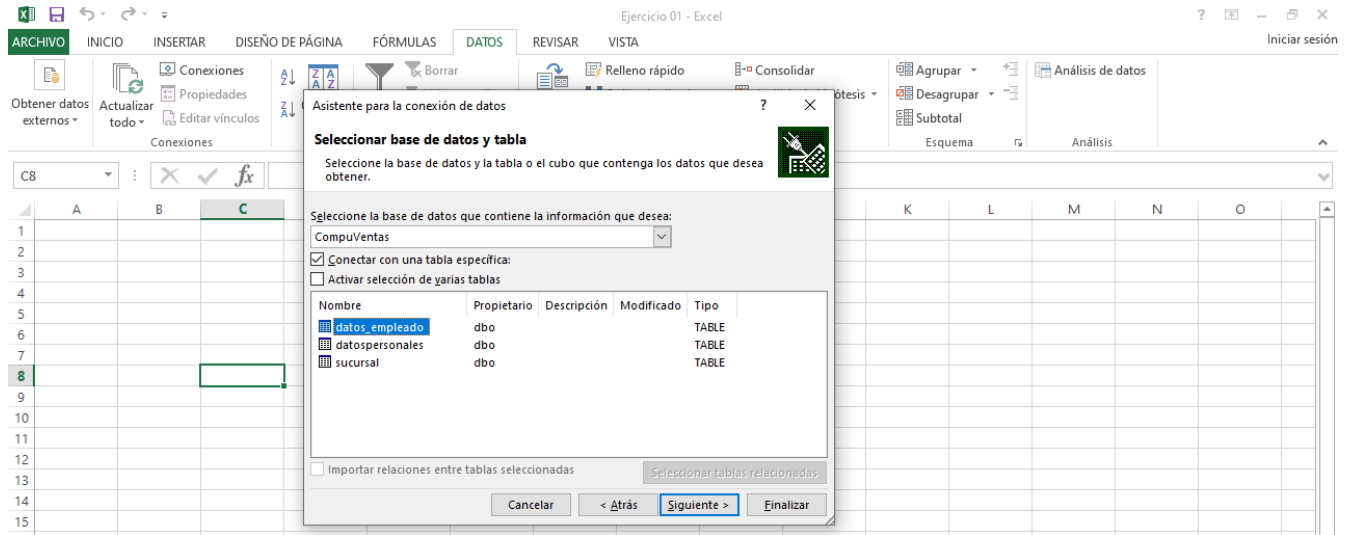 Ejercicio 01 - Excel
ARCHIVO INICIO INSERTAR DISEÑO DE PÁGINA FÓRMULAS DATOS REVISAR VISTA Iniciar sesión
Obtener datos externos
Actualizar todo
Conexiones
Propiedades
Editar vínculos
Conexiones
Borrar
Relleno rápido
Consolidar
ótesis
Agrupar
Desagrupar
Subtotal
Esquema
Análisis de datos
Análisis
C8 fx
A B C K L M N O
1
2
3
4
5
6
7
8
9
10
11
12
13
14
15
Asistente para la conexión de datos ? X
Seleccionar base de datos y tabla
Seleccione la base de datos y la tabla o el cubo que contenga los datos que desea
obtener.
Seleccione la base de datos que contiene la información que desea:
CompuVentas
Conectar con una tabla específica:
Activar selección de varias tablas
Nombre Propietario Descripción Modificado Tipo
datos_empleado dbo TABLE
datospersonales dbo TABLE
sucursal dbo TABLE
Importar relaciones entre tablas seleccionadas Seleccionar tablas relacionadas
Cancelar < Atrás Siguiente > Finalizar